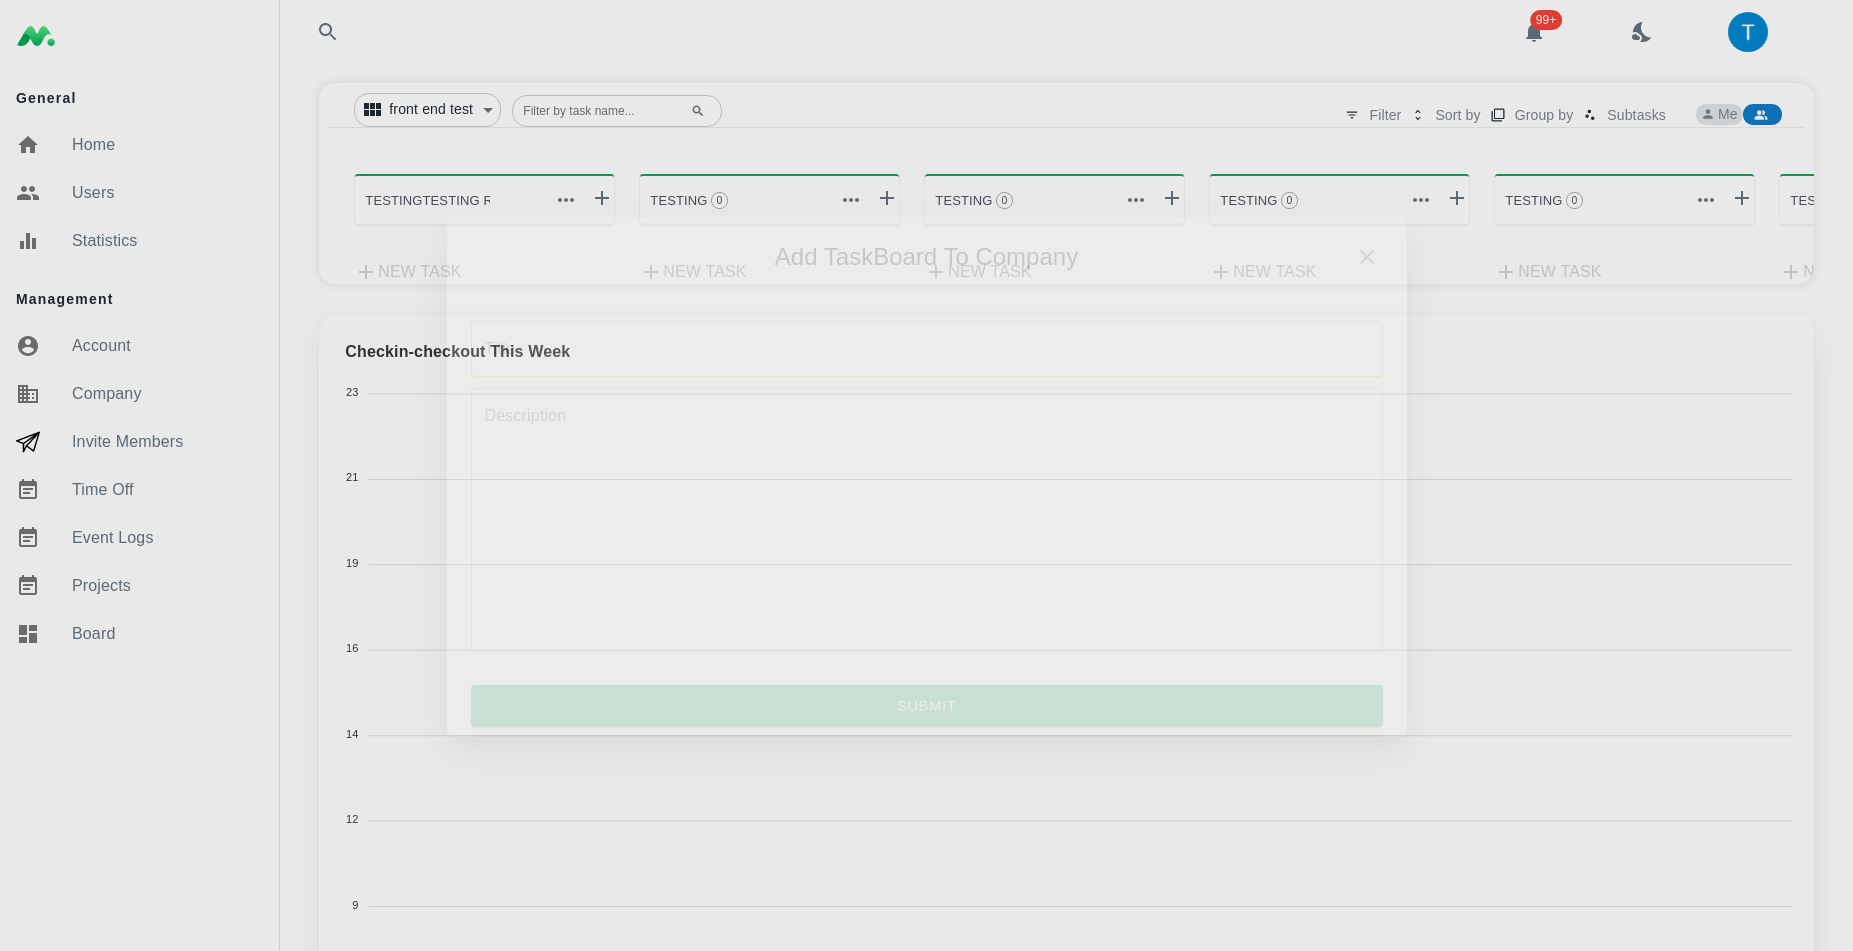 99+
T
General
Home
Users
Statistics
Management
Account
Company
Invite Members
Time Off
Event Logs
Projects
Board
front end test
Filter by task name...
Filter
Sort by
Group by
Subtasks
Me
TESTINGTESTING R
TESTING 0
TESTING 0
TESTING 0
TESTING 0
TES
NEW TASK
NEW TASK
NEW TASK
NEW TASK
NEW TASK
N
Add TaskBoard To Company
Title
Description
SUBMIT
Checkin-checkout This Week
23
21
19
16
14
12
9